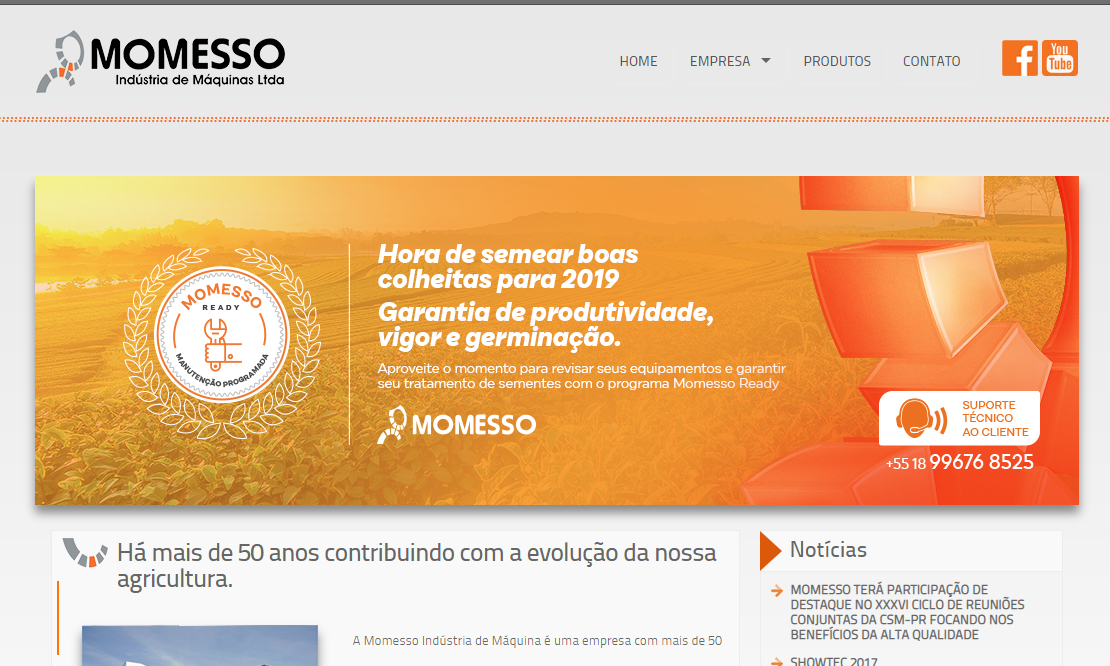 MOMESSO
Indústria de Máquinas Ltda
HOME EMPRESA PRODUTOS CONTATO
You
Tube
Hora de semear boas
colheitas para 2019
Garantia de produtividade,
vigor e germinação.
Aproveite o momento para revisar seus equipamentos e garantir
seu tratamento de sementes com o programa Momesso Ready
MOMESSO
MOMESSO
READY
MANUTENÇÃO PROGRAMADA
SUPORTE
TÉCNICO
AO CLIENTE
+55 18 99676 8525
Há mais de 50 anos contribuindo com a evolução da nossa
agricultura.
A Momesso Indústria de Máquina é uma empresa com mais de 50
Notícias
MOMESSO TERÁ PARTICIPAÇÃO DE
DESTAQUE NO XXXVI CICLO DE REUNIÕES
CONJUNTAS DA CSM-PR FOCANDO NOS
BENEFÍCIOS DA ALTA QUALIDADE
SHOWTEC 2017